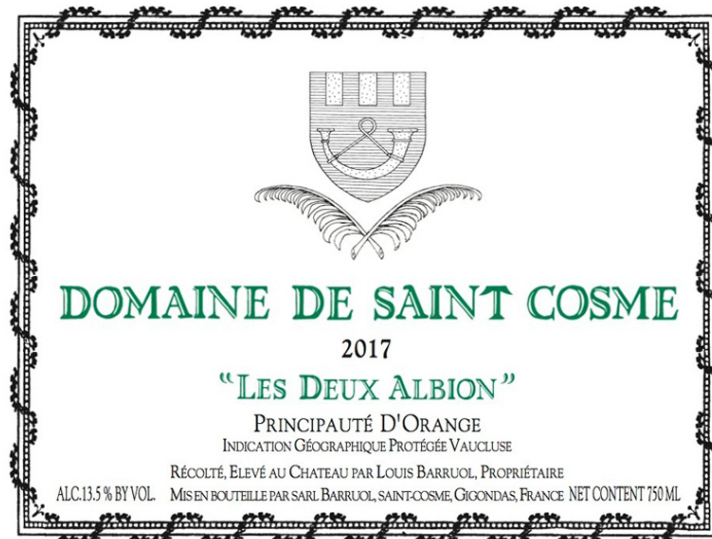 DOMAINE DE SAINT COSME
2017
“LES DEUX ALBION”
PRINCIPAUTÉ D'ORANGE
INDICATION GÉOGRAPHIQUE PROTÉGÉE VAUCLUSE
RÉCOLTÉ, ELEVÉ AU CHATEAU PAR LOUIS BARRUOL, PROPRIÉTAIRE
ALC.13.5 % BY VOL. MIS EN BOUTEILLE PAR SARL BARRUOL, SAINT-COSME, GIGONDAS, FRANCE NET CONTENT 750 ML